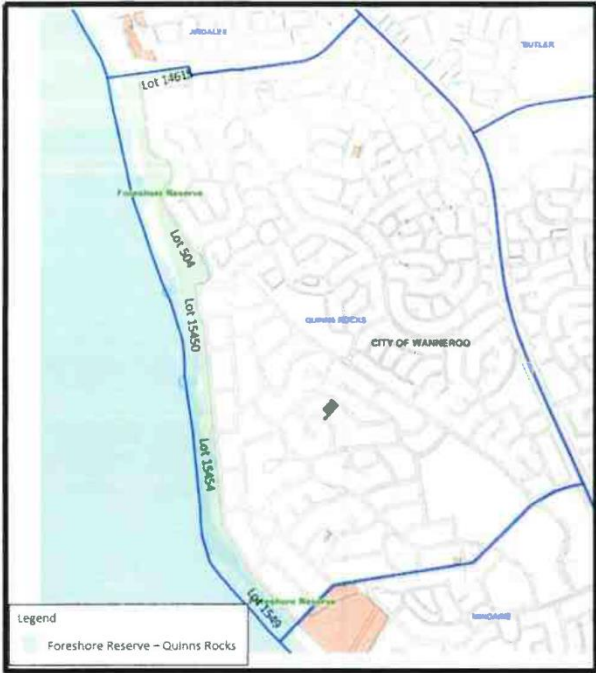 JINDALEE
BUTLER
Lot 14615
Foreshore Reserve
Lot 504
Lot 15450
QUINNS ROCKS
CITY OF WANNEROO
Lot 15454
Lot 1549
Foreshore Reserve
MINDARIE
Legend
Foreshore Reserve – Quinns Rocks